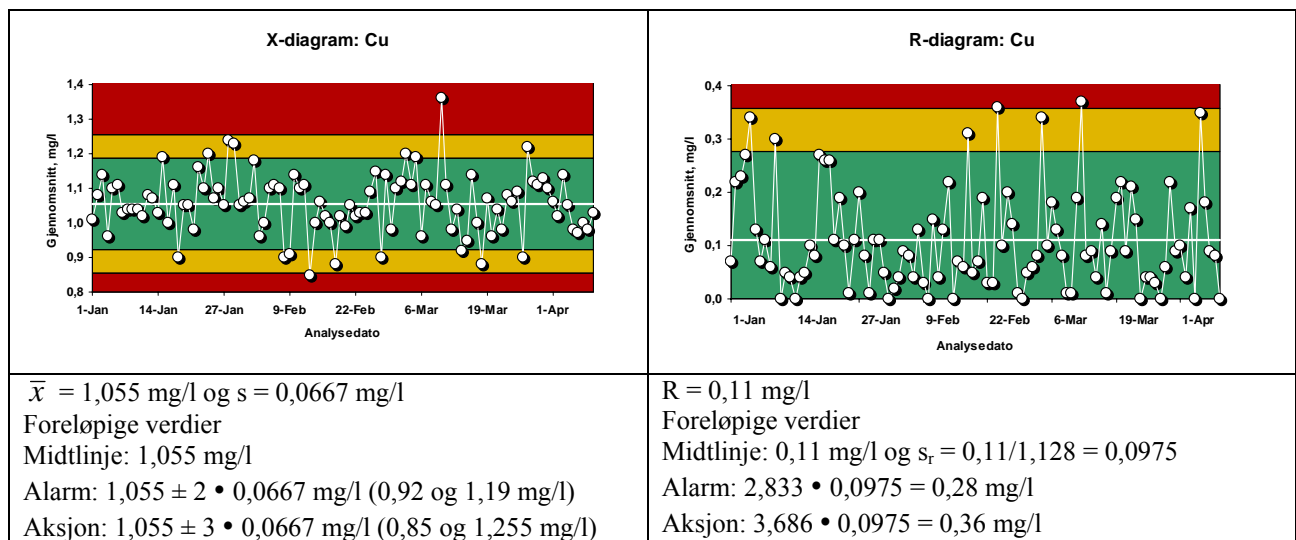 X-diagram: Cu
Gjennomsnitt, mg/l
1,4
1,3
1,2
1,1
1,0
0,9
0,8
1-Jan 14-Jan 27-Jan 9-Feb 22-Feb 6-Mar 19-Mar 1-Apr
Analysedato
R-diagram: Cu
Gjennomsnitt, mg/l
0,4
0,3
0,2
0,1
0,0
1-Jan 14-Jan 27-Jan 9-Feb 22-Feb 6-Mar 19-Mar 1-Apr
Analysedato
x̅ = 1,055 mg/l og s = 0,0667 mg/l
Foreløpige verdier
Midtlinje: 1,055 mg/l
Alarm: 1,055 ± 2 • 0,0667 mg/l (0,92 og 1,19 mg/l)
Aksjon: 1,055 ± 3 • 0,0667 mg/l (0,85 og 1,255 mg/l)
R = 0,11 mg/l
Foreløpige verdier
Midtlinje: 0,11 mg/l og sr = 0,11/1,128 = 0,0975
Alarm: 2,833 • 0,0975 = 0,28 mg/l
Aksjon: 3,686 • 0,0975 = 0,36 mg/l